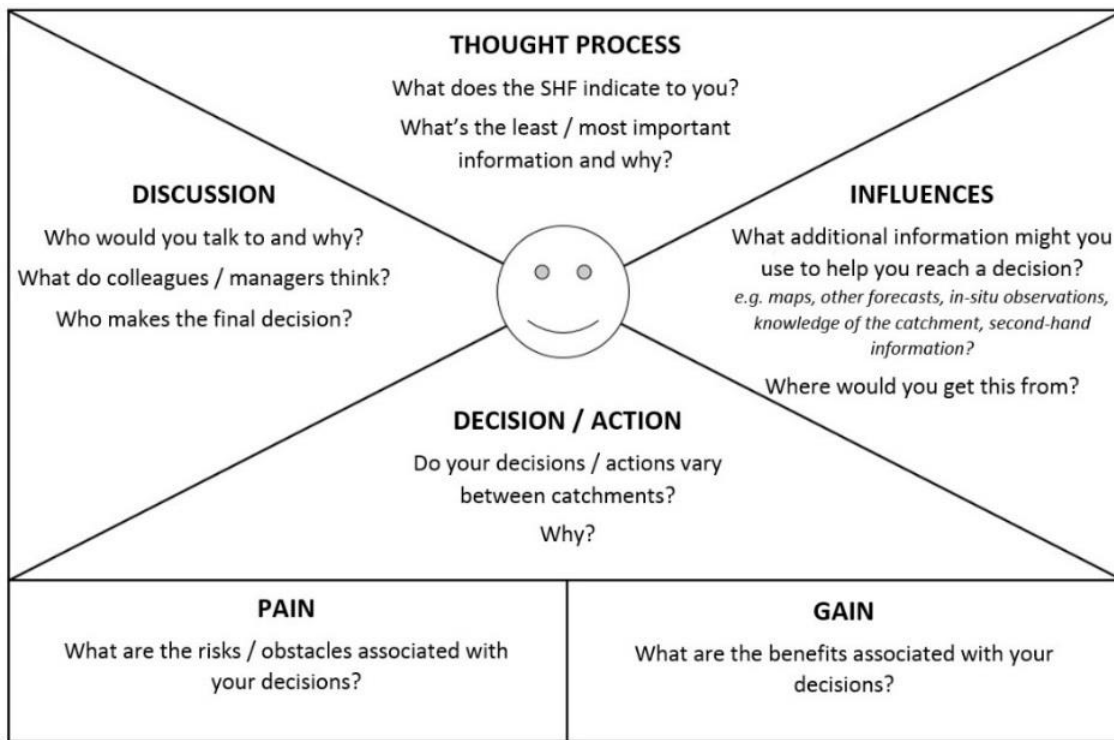 THOUGHT PROCESS
What does the SHF indicate to you?
What's the least / most important
information and why?
DISCUSSION
Who would you talk to and why?
What do colleagues / managers think?
Who makes the final decision?
INFLUENCES
What additional information might you
use to help you reach a decision?
e.g. maps, other forecasts, in-situ observations,
knowledge of the catchment, second-hand
information?
Where would you get this from?
DECISION / ACTION
Do your decisions / actions vary
between catchments?
Why?
PAIN
What are the risks / obstacles associated with
your decisions?
GAIN
What are the benefits associated with your
decisions?